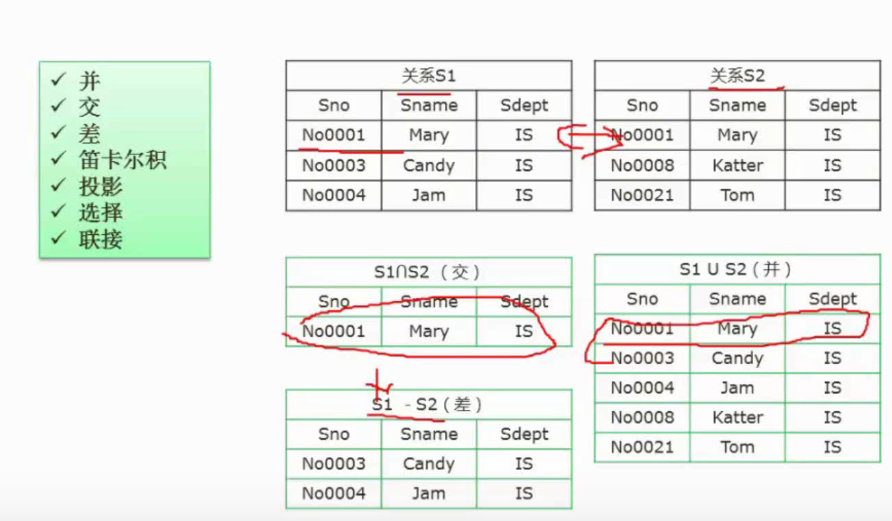 ✓ 并
✓ 交
✓ 差
✓ 笛卡尔积
✓ 投影
✓ 选择
✓ 联接
关系S1
Sno Sname Sdept
No0001 Mary IS
No0003 Candy IS
No0004 Jam IS
关系S2
Sno Sname Sdept
No0001 Mary IS
No0008 Katter IS
No0021 Tom IS
S1∩S2（交）
Sno Sname Sdept
No0001 Mary IS
S1 U S2（并）
Sno Sname Sdept
No0001 Mary IS
No0003 Candy IS
No0004 Jam IS
No0008 Katter IS
No0021 Tom IS
S1 - S2（差）
Sno Sname Sdept
No0003 Candy IS
No0004 Jam IS